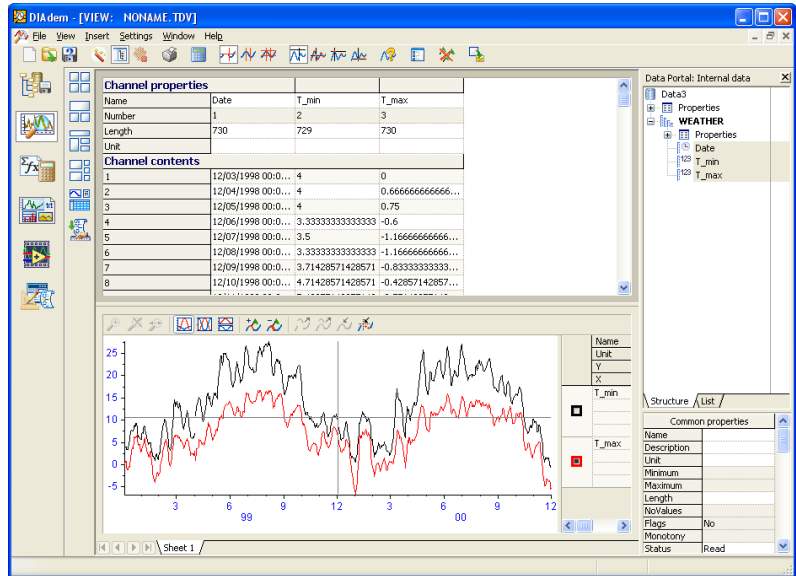 DIAdem - [VIEW: NONAME.TDV]
File View Insert Settings Window Help
Channel properties
Name Date T_min T_max
Number 1 2 3
Length 730 729 730
Unit
Channel contents
1 12/03/1998 00:0... 4 0
2 12/04/1998 00:0... 4 0.666666666666...
3 12/05/1998 00:0... 4 0.75
4 12/06/1998 00:0... 3.33333333333333 -0.6
5 12/07/1998 00:0... 3.5 -1.16666666666...
6 12/08/1998 00:0... 3.33333333333333 -1.16666666666...
7 12/09/1998 00:0... 3.71428571428571 -0.83333333333...
8 12/10/1998 00:0... 4.71428571428571 -0.42857142857...
25
20
15
10
5
0
-5
3 6 9 12 3 6 9 12
99 00
Name
Unit
Y
X
T_min
T_max
Sheet 1
Data Portal: Internal data
Data3
Properties
WEATHER
Properties
Date
T_min
T_max
Structure List
Common properties
Name
Description
Unit
Minimum
Maximum
Length
NoValues
Flags No
Monotony
Status Read